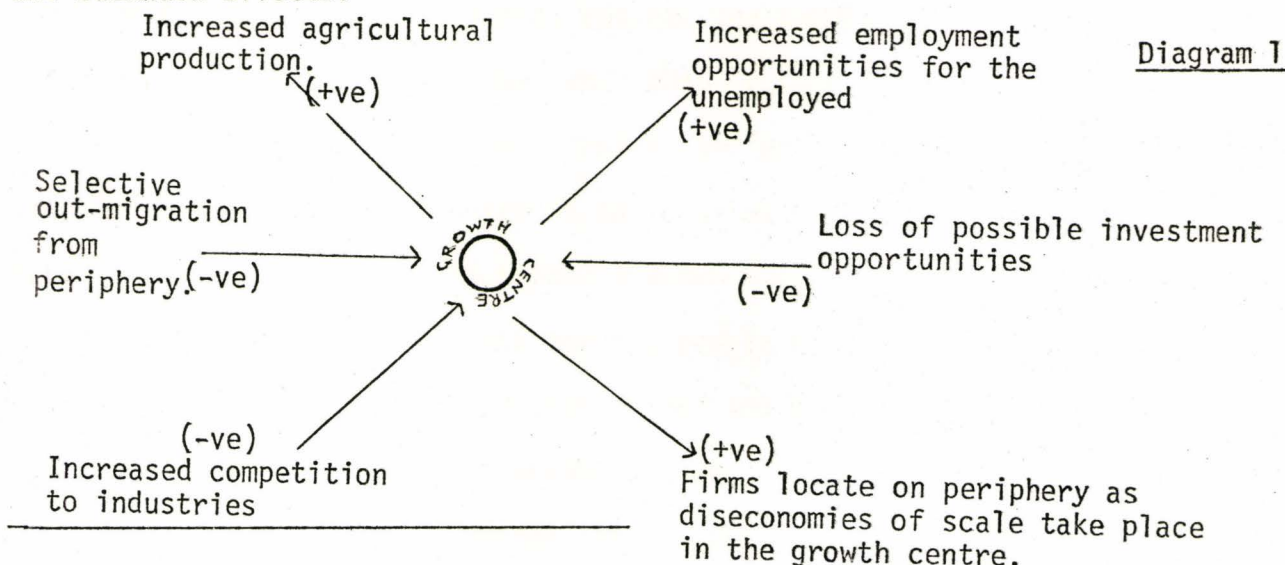 Increased agricultural
production.
(+ve)
Increased employment
opportunities for the
unemployed
(+ve)
Diagram 1
Selective
out-migration
from
periphery.(-ve)
GROWTH
CENTRE
Loss of possible investment
opportunities
(-ve)
(-ve)
Increased competition
to industries
(+ve)
Firms locate on periphery as
diseconomies of scale take place
in the growth centre.